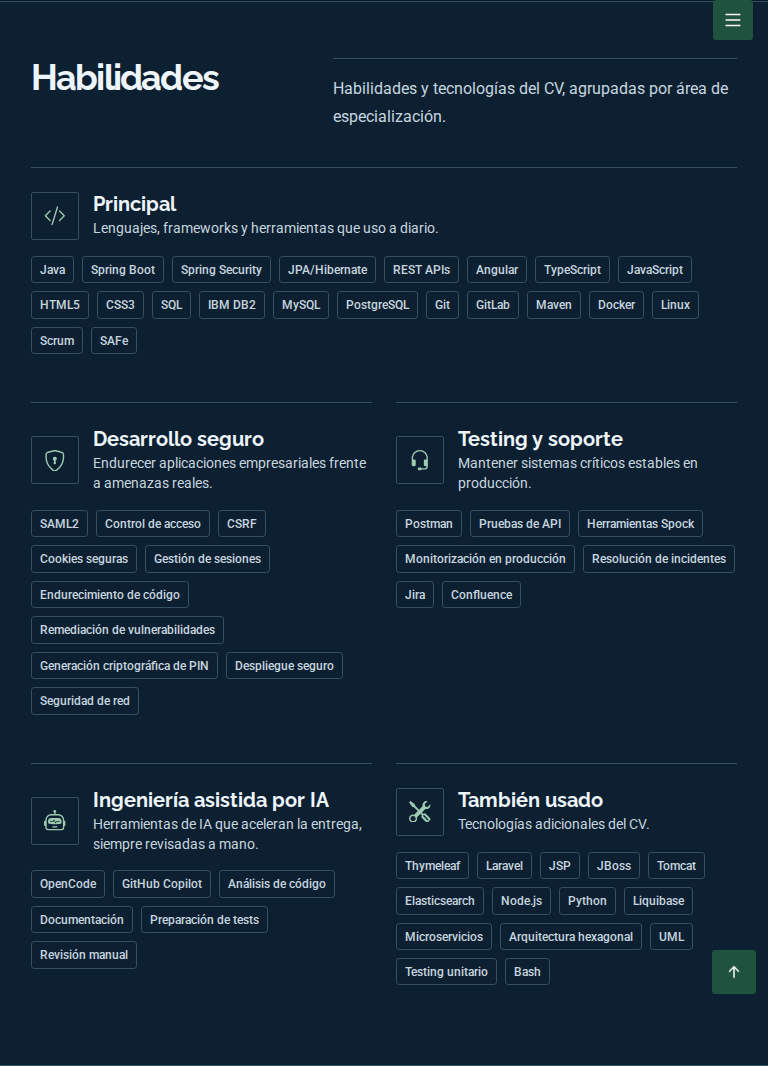 Habilidades
Habilidades y tecnologías del CV, agrupadas por área de
especialización.
Principal
Lenguajes, frameworks y herramientas que uso a diario.
Java Spring Boot Spring Security JPA/Hibernate REST APIs Angular TypeScript JavaScript
HTML5 CSS3 SQL IBM DB2 MySQL PostgreSQL Git GitLab Maven Docker Linux
Scrum SAFe
Desarrollo seguro
Endurecer aplicaciones empresariales frente
a amenazas reales.
SAML2 Control de acceso CSRF
Cookies seguras Gestión de sesiones
Endurecimiento de código
Remediación de vulnerabilidades
Generación criptográfica de PIN Despliegue seguro
Seguridad de red
Testing y soporte
Mantener sistemas críticos estables en
producción.
Postman Pruebas de API Herramientas Spock
Monitorización en producción Resolución de incidentes
Jira Confluence
Ingeniería asistida por IA
Herramientas de IA que aceleran la entrega,
siempre revisadas a mano.
OpenCode GitHub Copilot Análisis de código
Documentación Preparación de tests
Revisión manual
También usado
Tecnologías adicionales del CV.
Thymeleaf Laravel JSP JBoss Tomcat
Elasticsearch Node.js Python Liquibase
Microservicios Arquitectura hexagonal UML
Testing unitario Bash